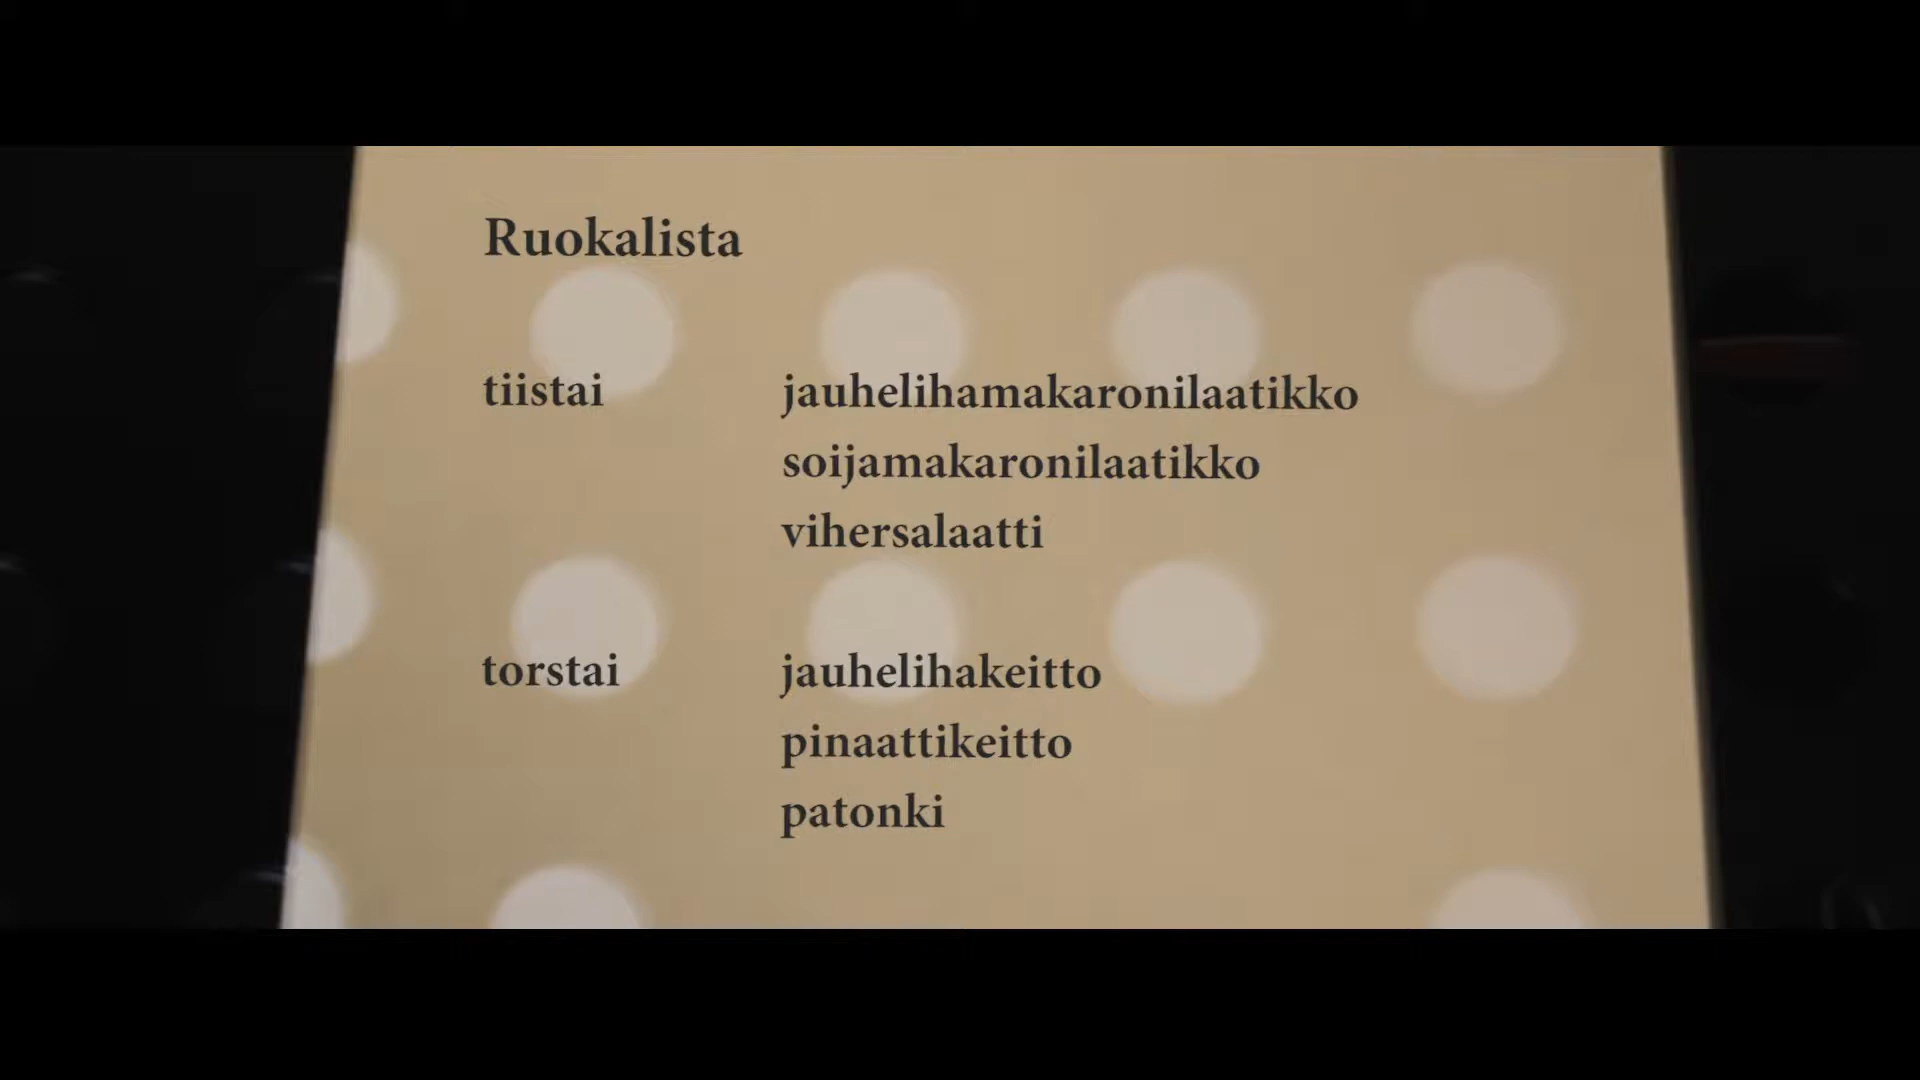 Ruokalista
tiistai jauhelihamakaronilaatikko
soijamakaronilaatikko
vihersalaatti
torstai jauhelihakeitto
pinaattikeitto
patonki